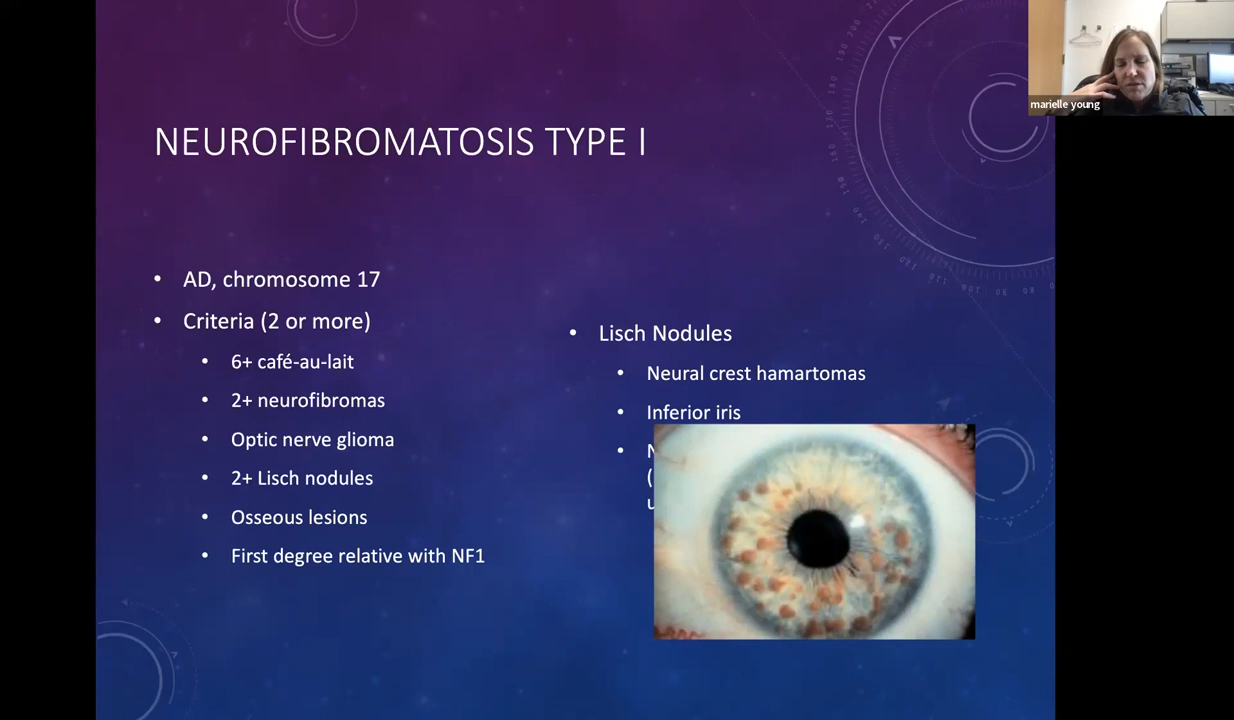 marielle young
NEUROFIBROMATOSIS TYPE I
• AD, chromosome 17
• Criteria (2 or more)
• 6+ café-au-lait
• 2+ neurofibromas
• Optic nerve glioma
• 2+ Lisch nodules
• Osseous lesions
• First degree relative with NF1
• Lisch Nodules
• Neural crest hamartomas
• Inferior iris